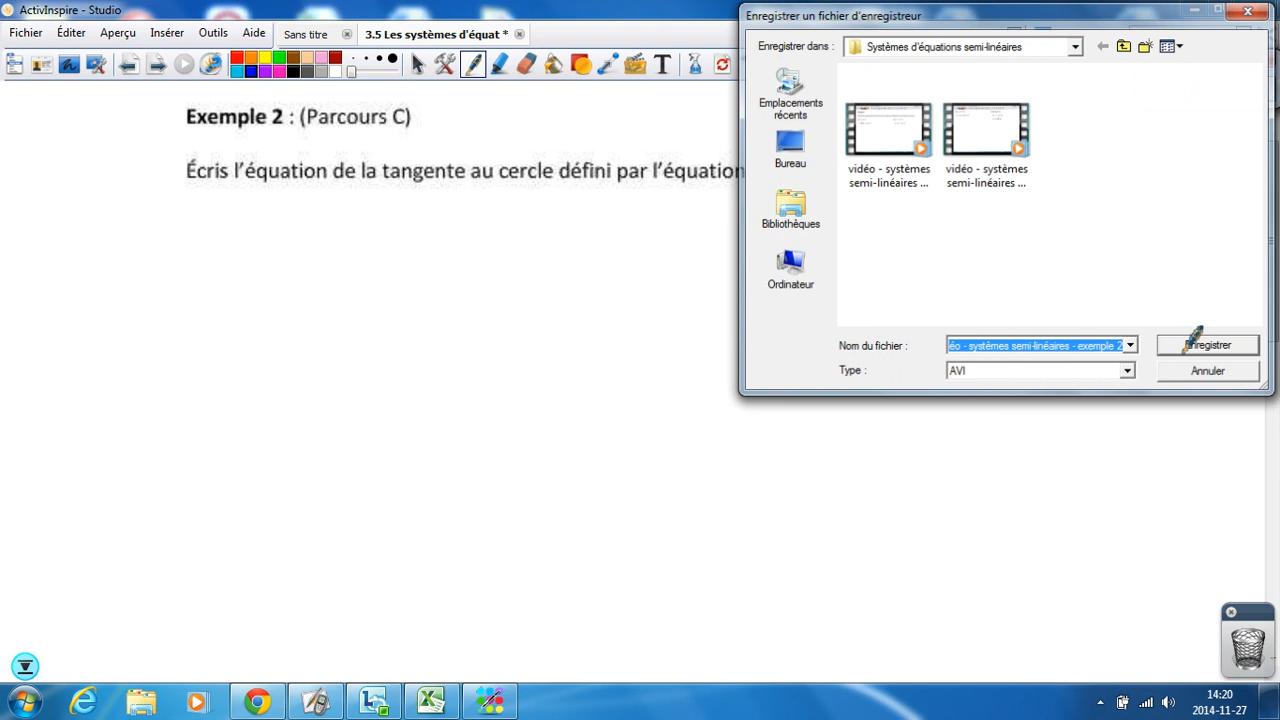 ActivInspire - Studio
Fichier Éditer Aperçu Insérer Outils Aide
Sans titre
3.5 Les systèmes d'équat *
Exemple 2 : (Parcours C)
Écris l'équation de la tangente au cercle défini par l'équation
Enregistrer un fichier d'enregistreur
Enregistrer dans :
Systèmes d'équations semi-linéaires
Emplacements
récents
Bureau
Bibliothèques
Ordinateur
vidéo - systèmes
semi-linéaires ...
vidéo - systèmes
semi-linéaires ...
Nom du fichier :
éo - systèmes semi-linéaires - exemple 2
Enregistrer
Type :
AVI
Annuler
14:20
2014-11-27